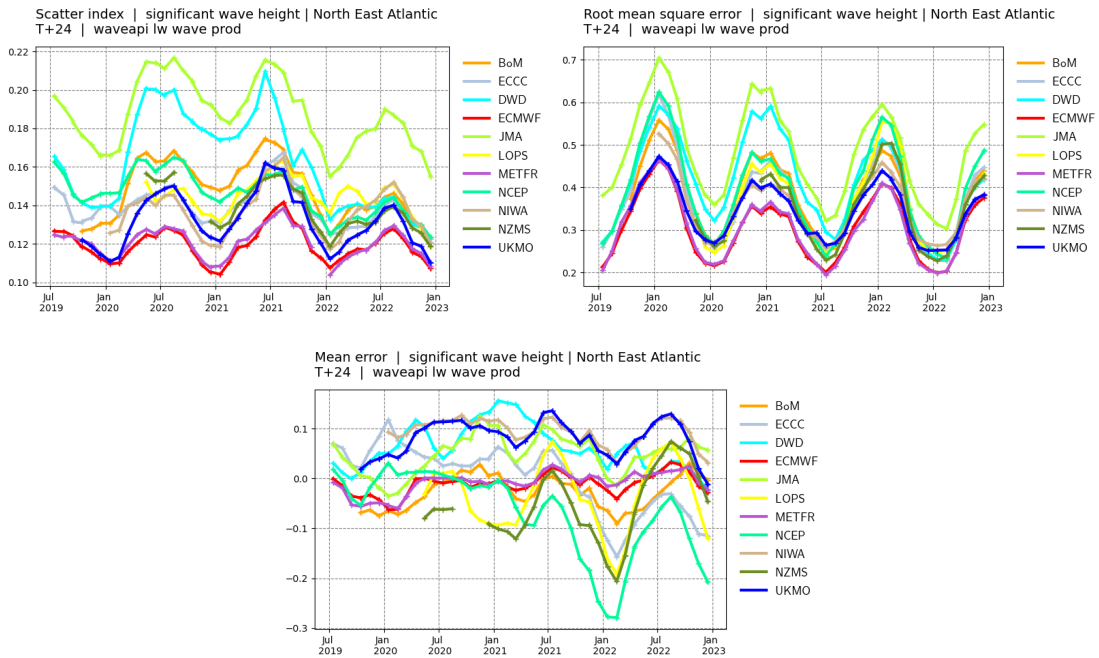 Scatter index | significant wave height | North East Atlantic
T+24 | waveapi lw wave prod
0.22
0.20
0.18
0.16
0.14
0.12
0.10
Jul 2019
Jan 2020
Jul 2020
Jan 2021
Jul 2021
Jan 2022
Jul 2022
Jan 2023
BoM
ECCC
DWD
ECMWF
JMA
LOPS
METFR
NCEP
NIWA
NZMS
UKMO
Root mean square error | significant wave height | North East Atlantic
T+24 | waveapi lw wave prod
0.7
0.6
0.5
0.4
0.3
0.2
Jul 2019
Jan 2020
Jul 2020
Jan 2021
Jul 2021
Jan 2022
Jul 2022
Jan 2023
BoM
ECCC
DWD
ECMWF
JMA
LOPS
METFR
NCEP
NIWA
NZMS
UKMO
Mean error | significant wave height | North East Atlantic
T+24 | waveapi lw wave prod
0.1
0.0
−0.1
−0.2
−0.3
Jul 2019
Jan 2020
Jul 2020
Jan 2021
Jul 2021
Jan 2022
Jul 2022
Jan 2023
BoM
ECCC
DWD
ECMWF
JMA
LOPS
METFR
NCEP
NIWA
NZMS
UKMO